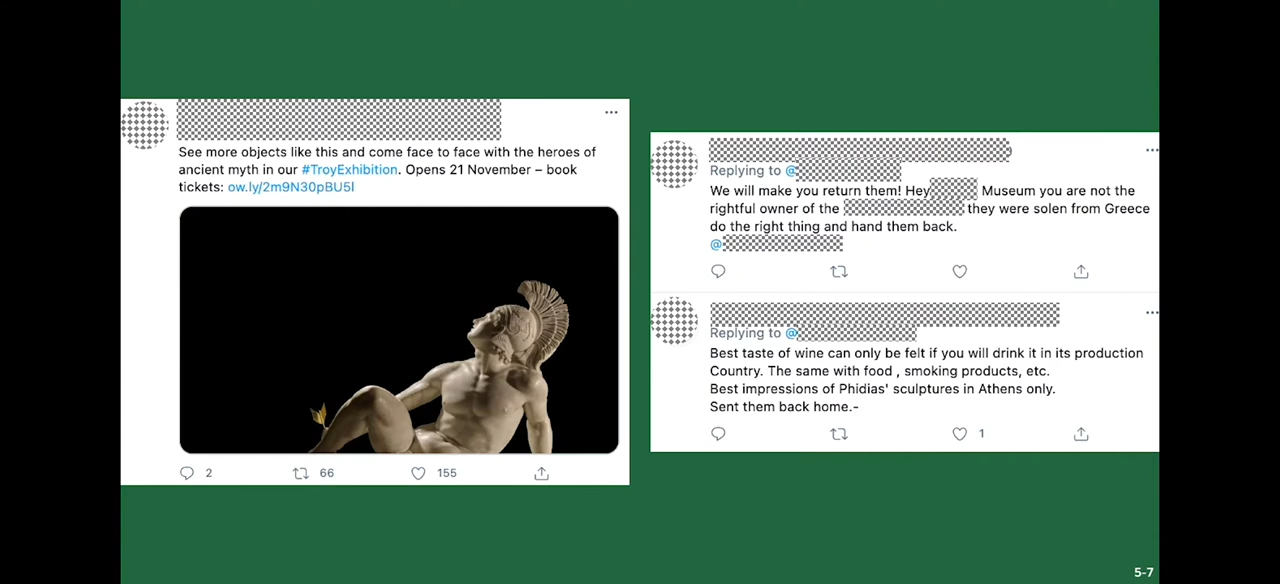 See more objects like this and come face to face with the heroes of
ancient myth in our #TroyExhibition. Opens 21 November – book
tickets: ow.ly/2m9N30pBU5I
2 66 155
Replying to @
We will make you return them! Hey Museum you are not the
rightful owner of the they were solen from Greece
do the right thing and hand them back.
@
Replying to @
Best taste of wine can only be felt if you will drink it in its production
Country. The same with food , smoking products, etc.
Best impressions of Phidias' sculptures in Athens only.
Sent them back home.-
1
5-7